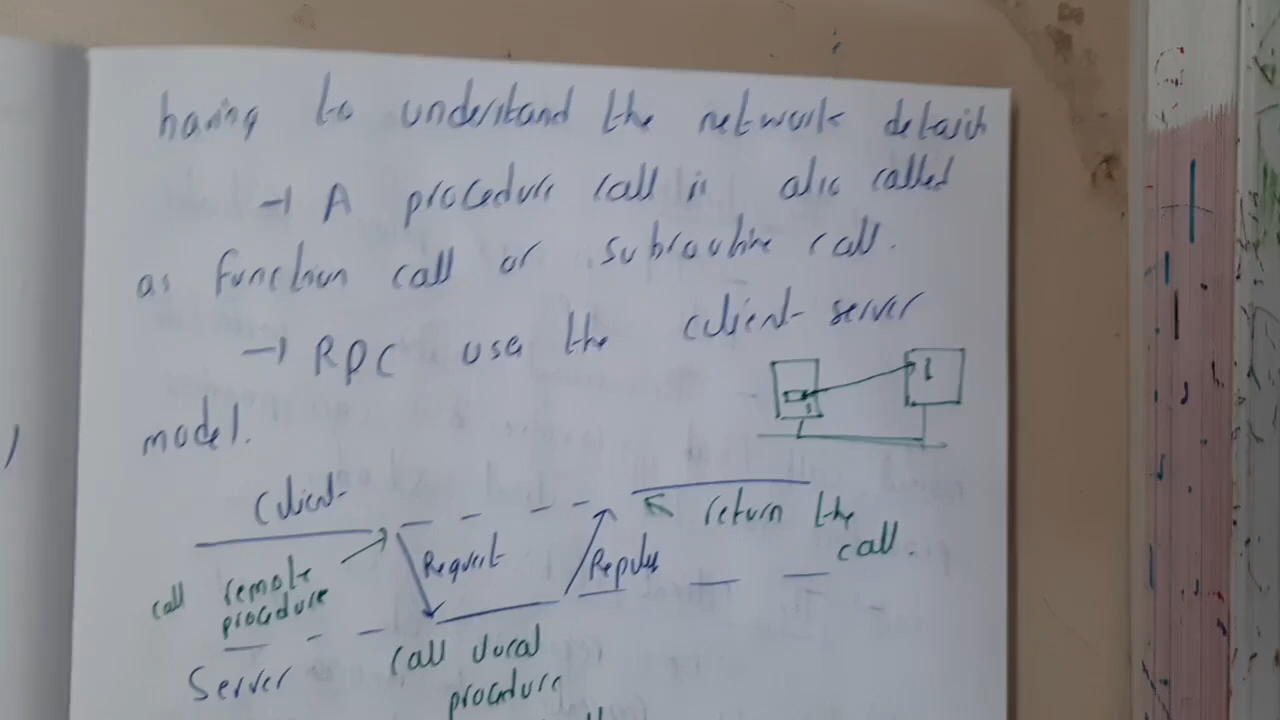 having to understand the network details
→ A procedure call is also called
as function call or subroutine call.
→ RPC use the client-server
model.
Client
return the
call.
Request
Reply
call remote
procedure
Server
call local
procedure